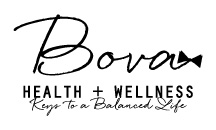 Bova
HEALTH + WELLNESS
Keys to a Balanced Life